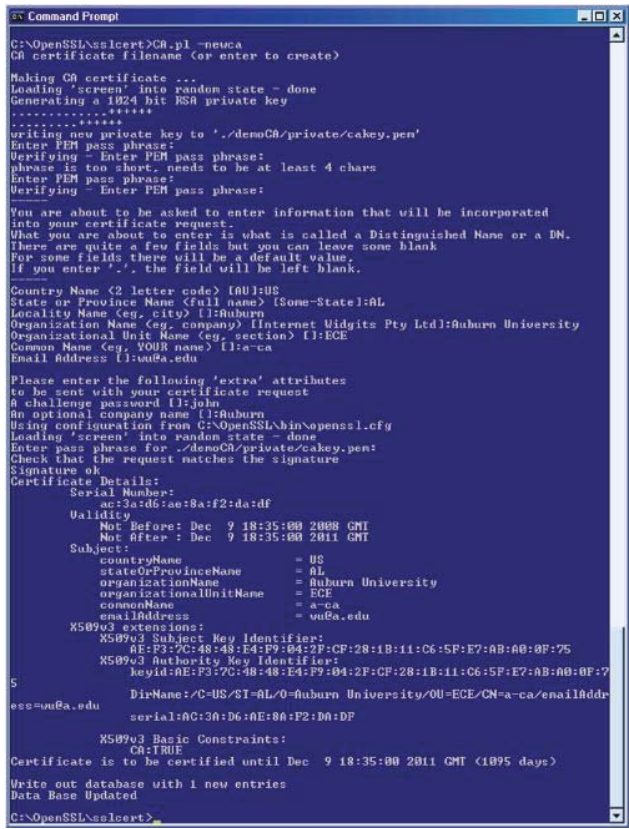 Command Prompt
C:\OpenSSL\sslcert>CA.pl -newca
CA certificate filename (or enter to create)
Making CA certificate ...
Loading 'screen' into random state - done
Generating a 1024 bit RSA private key
.............++++++
.........++++++
writing new private key to './demoCA/private/cakey.pem'
Enter PEM pass phrase:
Verifying - Enter PEM pass phrase:
phrase is too short, needs to be at least 4 chars
Enter PEM pass phrase:
Verifying - Enter PEM pass phrase:
-----
You are about to be asked to enter information that will be incorporated
into your certificate request.
What you are about to enter is what is called a Distinguished Name or a DN.
There are quite a few fields but you can leave some blank
For some fields there will be a default value,
If you enter '.', the field will be left blank.
-----
Country Name (2 letter code) [AU]:US
State or Province Name (full name) [Some-State]:AL
Locality Name (eg, city) []:Auburn
Organization Name (eg, company) [Internet Widgits Pty Ltd]:Auburn University
Organizational Unit Name (eg, section) []:ECE
Common Name (eg, YOUR name) []:a-ca
Email Address []:wu@a.edu
Please enter the following 'extra' attributes
to be sent with your certificate request
A challenge password []:john
An optional company name []:Auburn
Using configuration from C:\OpenSSL\bin\openssl.cfg
Loading 'screen' into random state - done
Enter pass phrase for ./demoCA/private/cakey.pem:
Check that the request matches the signature
Signature ok
Certificate Details:
Serial Number:
ac:3a:d6:ae:8a:f2:da:df
Validity
Not Before: Dec 9 18:35:00 2008 GMT
Not After : Dec 9 18:35:00 2011 GMT
Subject:
countryName = US
stateOrProvinceName = AL
organizationName = Auburn University
organizationalUnitName = ECE
commonName = a-ca
emailAddress = wu@a.edu
X509v3 extensions:
X509v3 Subject Key Identifier:
AE:F3:7C:48:48:E4:F9:04:2F:CF:28:1B:11:C6:5F:E7:AB:A0:0F:75
X509v3 Authority Key Identifier:
keyid:AE:F3:7C:48:48:E4:F9:04:2F:CF:28:1B:11:C6:5F:E7:AB:A0:0F:7
5
DirName:/C=US/ST=AL/O=Auburn University/OU=ECE/CN=a-ca/emailAddr
ess=wu@a.edu
serial:AC:3A:D6:AE:8A:F2:DA:DF
X509v3 Basic Constraints:
CA:TRUE
Certificate is to be certified until Dec 9 18:35:00 2011 GMT (1095 days)
Write out database with 1 new entries
Data Base Updated
C:\OpenSSL\sslcert>_